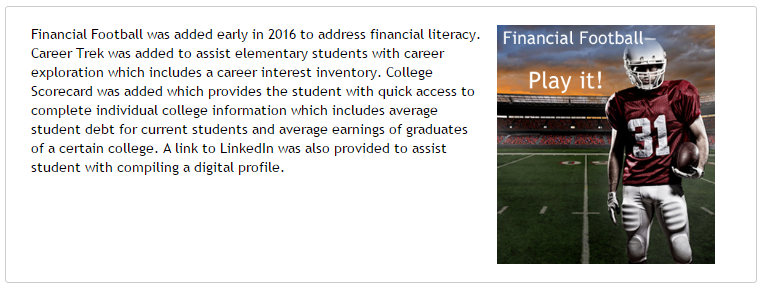 Financial Football was added early in 2016 to address financial literacy.
Career Trek was added to assist elementary students with career
exploration which includes a career interest inventory. College
Scorecard was added which provides the student with quick access to
complete individual college information which includes average
student debt for current students and average earnings of graduates
of a certain college. A link to LinkedIn was also provided to assist
student with compiling a digital profile.
Financial Football—
Play it!
31